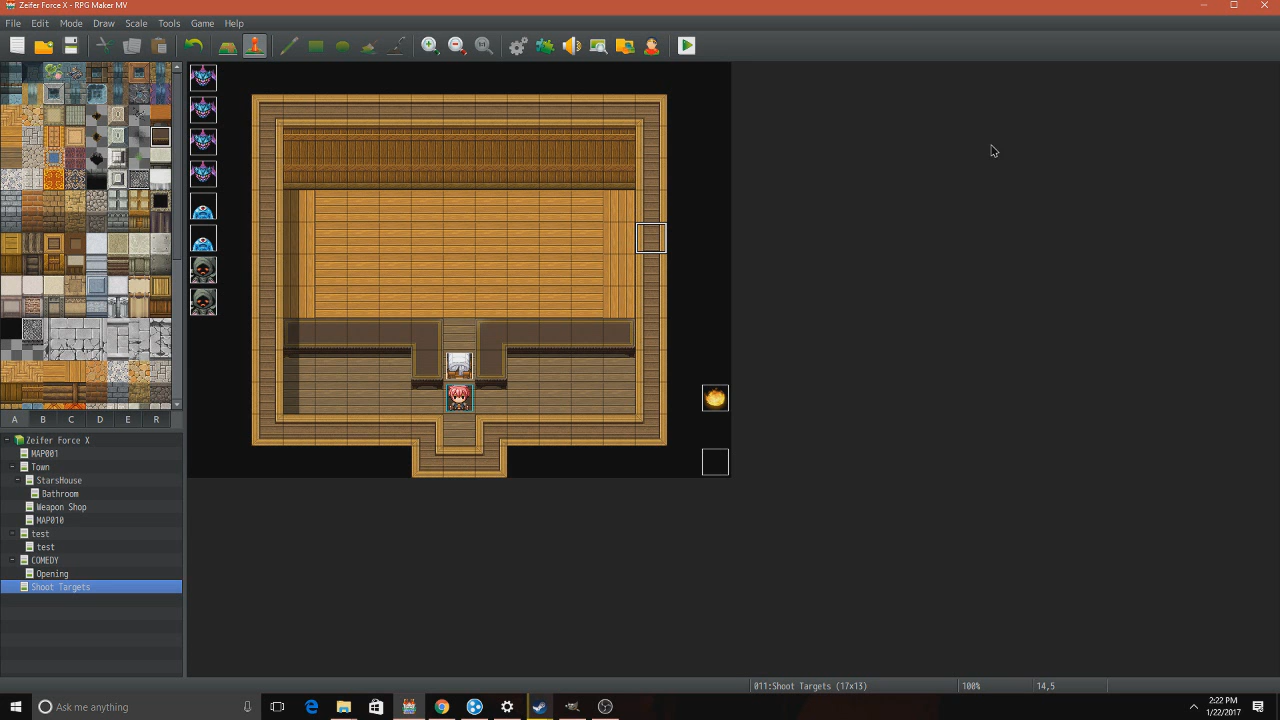 Zeifer Force X - RPG Maker MV
File Edit Mode Draw Scale Tools Game Help
A B C D E R
Zeifer Force X
MAP001
Town
StarsHouse
Bathroom
Weapon Shop
MAP010
test
test
COMEDY
Opening
Shoot Targets
011:Shoot Targets (17x13) 100% 14,5
Ask me anything
2:22 PM
1/22/2017